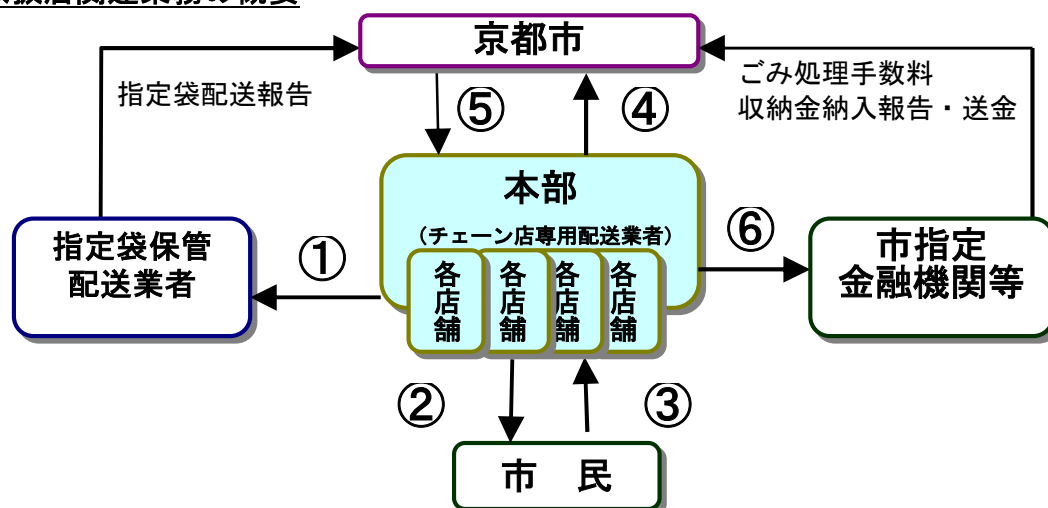 扱店関連業務の概要
京都市
指定袋配送報告
⑤
④
ごみ処理手数料
収納金納入報告・送金
本部
(チェーン店専用配送業者)
指定袋保管
配送業者
①
⑥
市指定
金融機関等
各店舗
各店舗
各店舗
各店舗
②
③
市 民